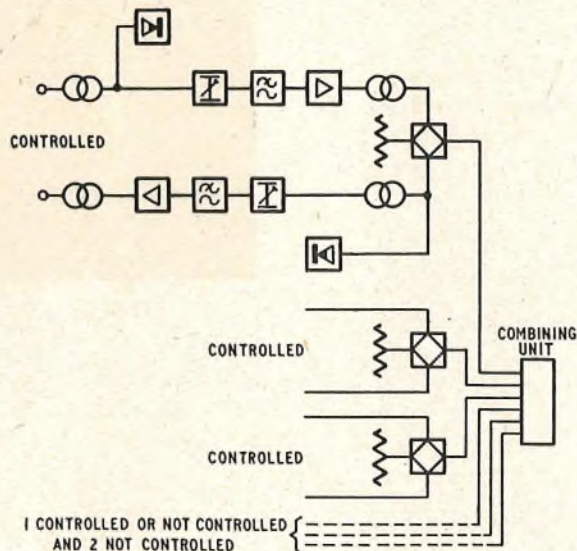 CONTROLLED
CONTROLLED
COMBINING
UNIT
CONTROLLED
1 CONTROLLED OR NOT CONTROLLED
AND 2 NOT CONTROLLED